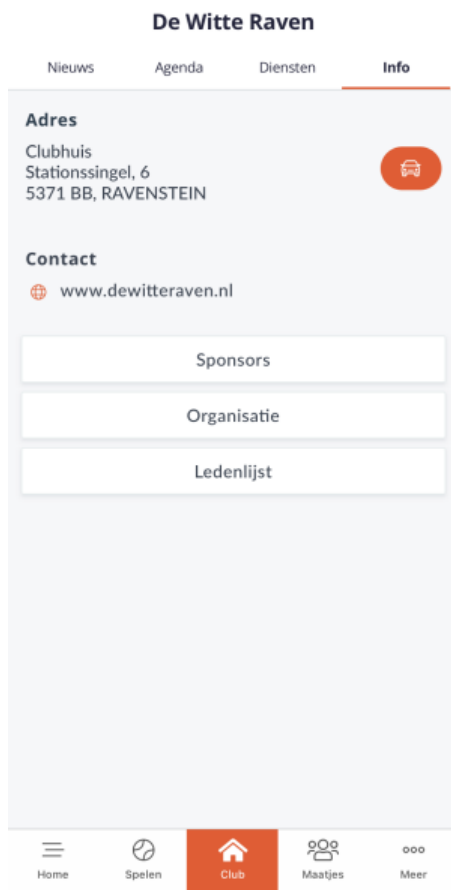 De Witte Raven
Nieuws Agenda Diensten Info
Adres
Clubhuis
Stationssingel, 6
5371 BB, RAVENSTEIN
Contact
www.dewitteraven.nl
Sponsors
Organisatie
Ledenlijst
Home Spelen Club Maatjes Meer